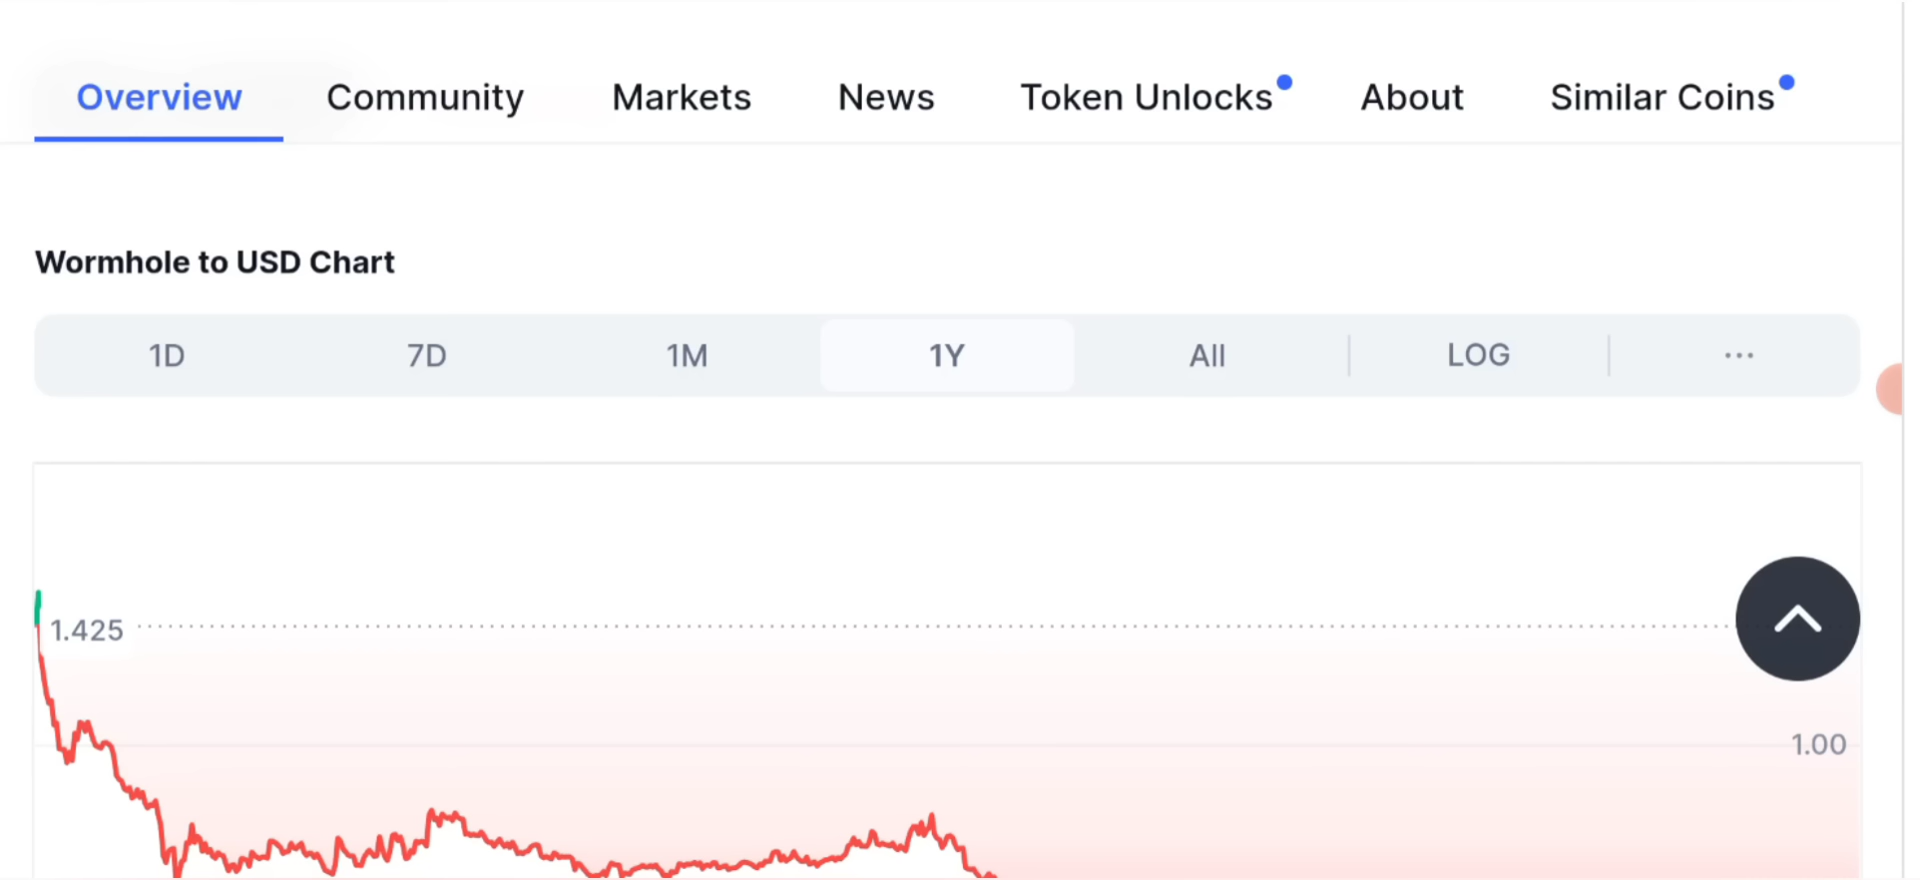 Overview Community Markets News Token Unlocks About Similar Coins
Wormhole to USD Chart
1D 7D 1M 1Y All LOG ...
1.425
1.00